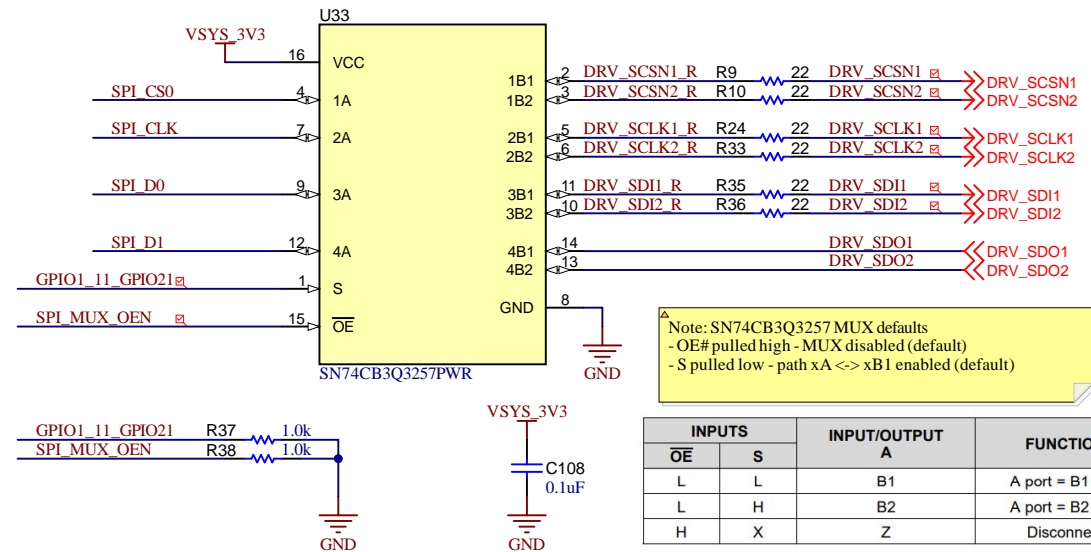 U33
VSYS_3V3
16
VCC
SPI_CS0
4
1A
SPI_CLK
7
2A
SPI_D0
9
3A
SPI_D1
12
4A
GPIO1_11_GPIO21
1
S
SPI_MUX_OEN
15
OE
1B1
2
DRV_SCSN1_R
R9
22
DRV_SCSN1
DRV_SCSN1
1B2
3
DRV_SCSN2_R
R10
22
DRV_SCSN2
DRV_SCSN2
2B1
5
DRV_SCLK1_R
R24
22
DRV_SCLK1
DRV_SCLK1
2B2
6
DRV_SCLK2_R
R33
22
DRV_SCLK2
DRV_SCLK2
3B1
11
DRV_SDI1_R
R35
22
DRV_SDI1
DRV_SDI1
3B2
10
DRV_SDI2_R
R36
22
DRV_SDI2
DRV_SDI2
4B1
14
DRV_SDO1
DRV_SDO1
4B2
13
DRV_SDO2
DRV_SDO2
GND
8
GND
SN74CB3Q3257PWR
Note: SN74CB3Q3257 MUX defaults
- OE# pulled high - MUX disabled (default)
- S pulled low - path xA <-> xB1 enabled (default)
GPIO1_11_GPIO21
R37
1.0k
SPI_MUX_OEN
R38
1.0k
GND
VSYS_3V3
C108
0.1uF
GND
INPUTS
INPUT/OUTPUT
A
FUNCTIO
OE
S
L L B1 A port = B1
L H B2 A port = B2
H X Z Disconne